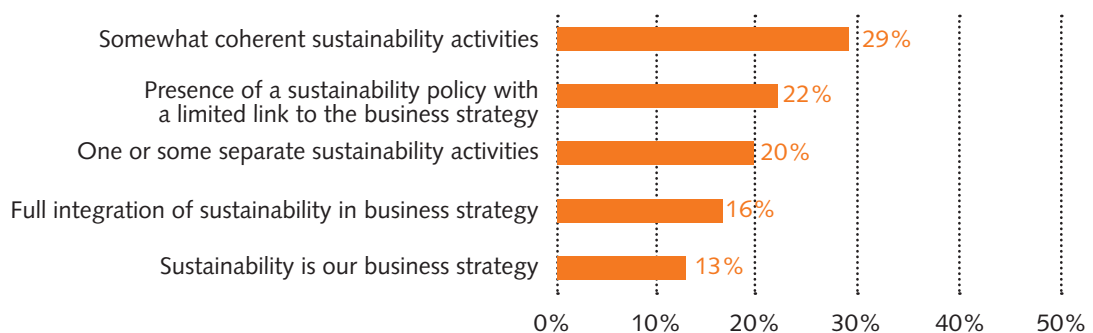 Somewhat coherent sustainability activities 29%
Presence of a sustainability policy with
a limited link to the business strategy 22%
One or some separate sustainability activities 20%
Full integration of sustainability in business strategy 16%
Sustainability is our business strategy 13%
0% 10% 20% 30% 40% 50%